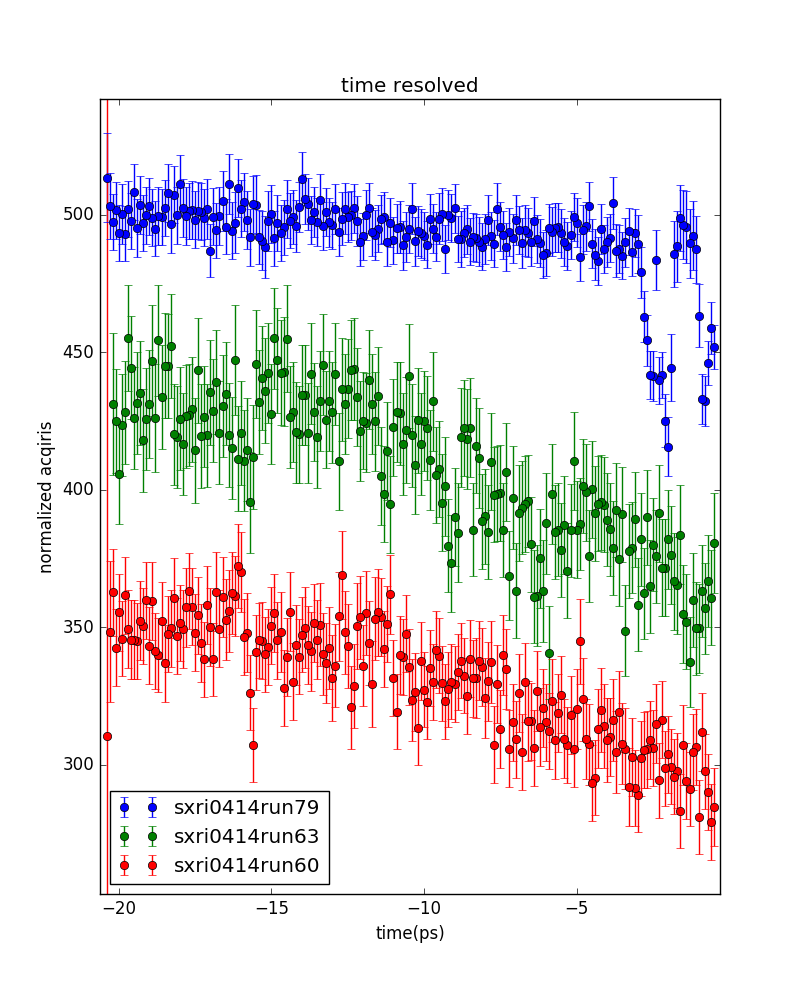 time resolved
500
450
400
350
300
normalized acqiris
sxri0414run79
sxri0414run63
sxri0414run60
−20
−15
−10
−5
time(ps)